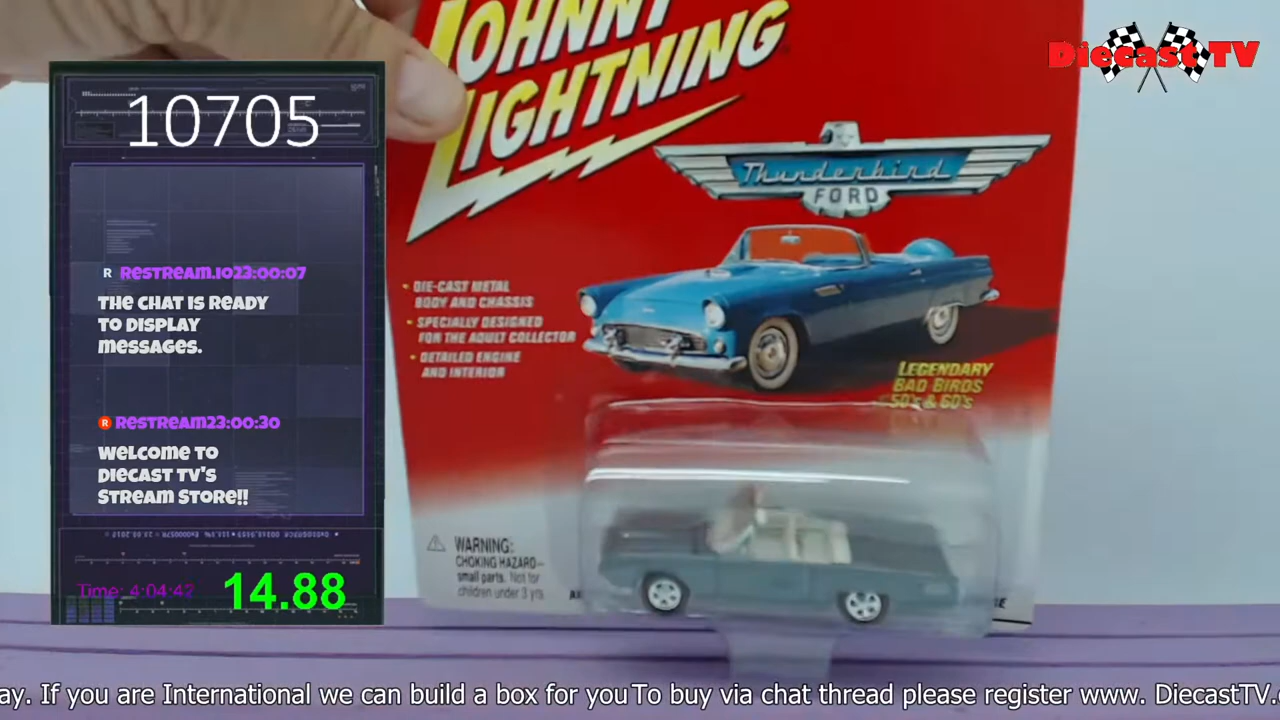 10705
Restream.io 23:00:07
The chat is ready
to display
messages.
Restream 23:00:30
Welcome to
Diecast TV's
Stream Store!!
Time: 4:04:42
14.88
JOHNNY
LIGHTNING
Thunderbird
FORD
• DIE-CAST METAL
BODY AND CHASSIS
• SPECIALLY DESIGNED
FOR THE ADULT COLLECTOR
• DETAILED ENGINE
AND INTERIOR
LEGENDARY
BAD BIRDS
50's & 60's
WARNING:
CHOKING HAZARD–
small parts. Not for
children under 3 yrs.
Diecast TV
ay. If you are International we can build a box for you To buy via chat thread please register www. DiecastTV.